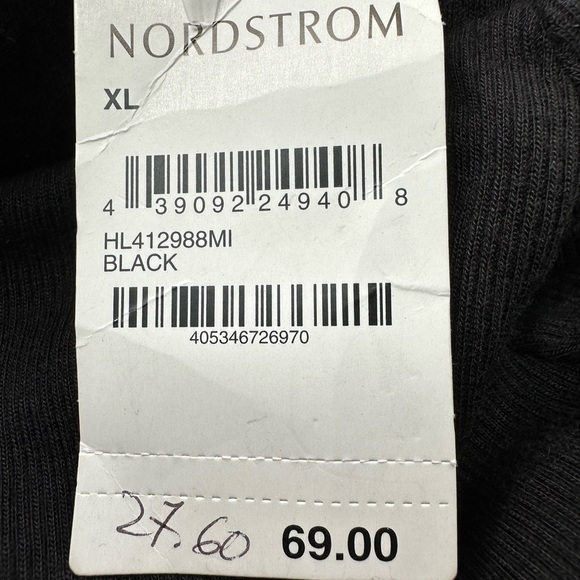 NORDSTROM
XL
4 39092 24940 8
HL412988MI
BLACK
405346726970
27.60 69.00